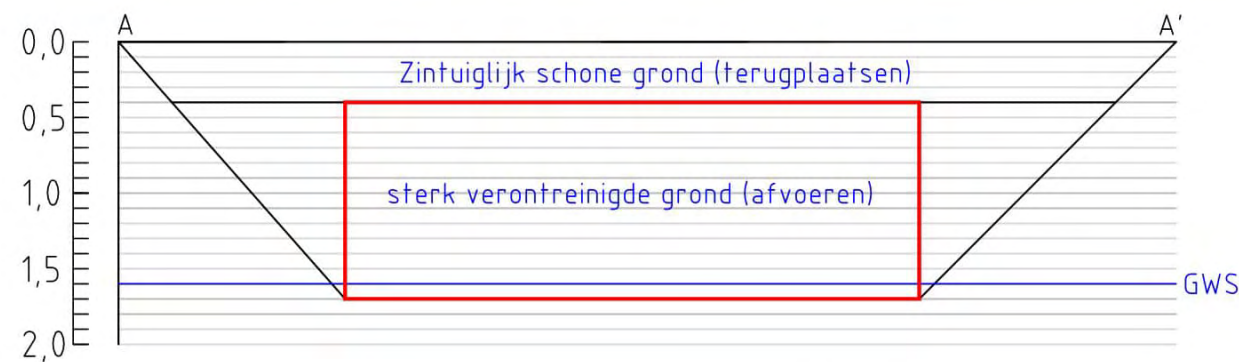 A A'
0,0
Zintuiglijk schone grond (terugplaatsen)
0,5
1,0
sterk verontreinigde grond (afvoeren)
1,5
GWS
2,0